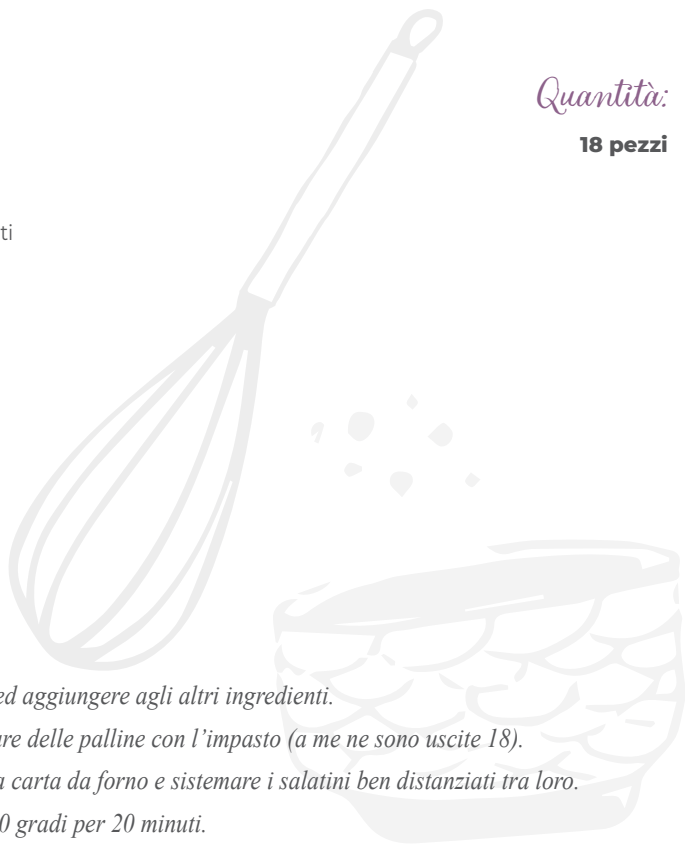 Quantità:
18 pezzi
ti
ed aggiungere agli altri ingredienti.
are delle palline con l’impasto (a me ne sono uscite 18).
a carta da forno e sistemare i salatini ben distanziati tra loro.
0 gradi per 20 minuti.